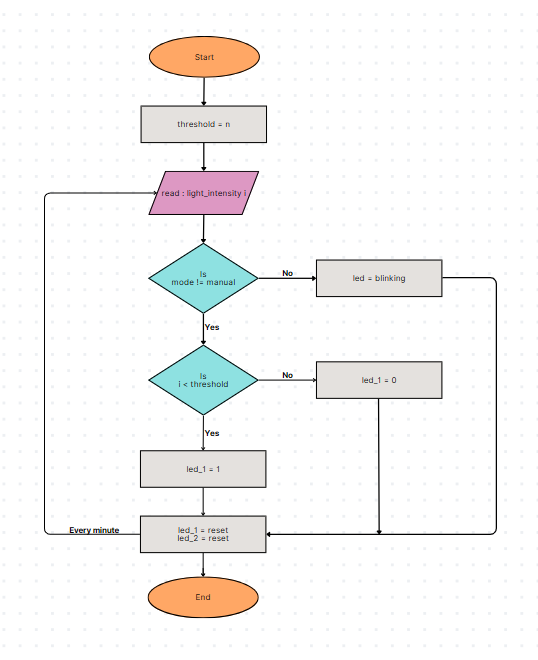 Start
threshold = n
read : light_intensity i
Is
mode != manual
No
led = blinking
Yes
Is
i < threshold
No
led_1 = 0
Yes
led_1 = 1
Every minute
led_1 = reset
led_2 = reset
End